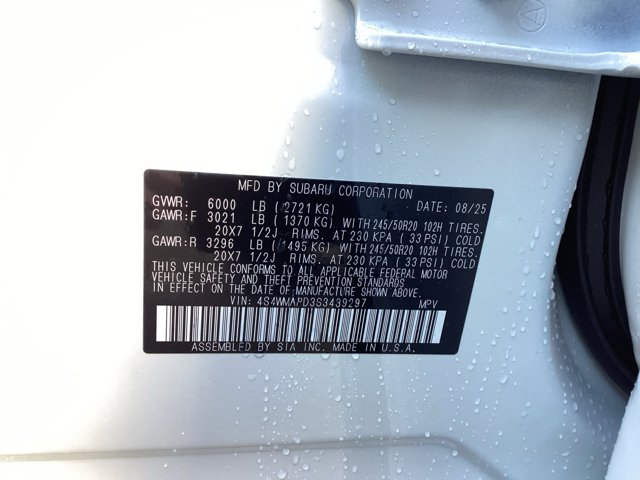 MFD BY SUBARU CORPORATION
GVWR: 6000 LB ( 2721 KG) DATE: 08/25
GAWR: F 3021 LB ( 1370 KG) WITH 245/50R20 102H TIRES.
20X7 1/2J RIMS. AT 230 KPA ( 33 PSI) COLD
GAWR: R 3296 LB ( 1495 KG) WITH 245/50R20 102H TIRES.
20X7 1/2J RIMS. AT 230 KPA ( 33 PSI) COLD
THIS VEHICLE CONFORMS TO ALL APPLICABLE FEDERAL MOTOR
VEHICLE SAFETY AND THEFT PREVENTION STANDARDS
IN EFFECT ON THE DATE OF MANUFACTURE SHOWN ABOVE.
VIN: 4S4WMAPD3S3439297 MPV
ASSEMBLED BY SIA INC. MADE IN U.S.A.